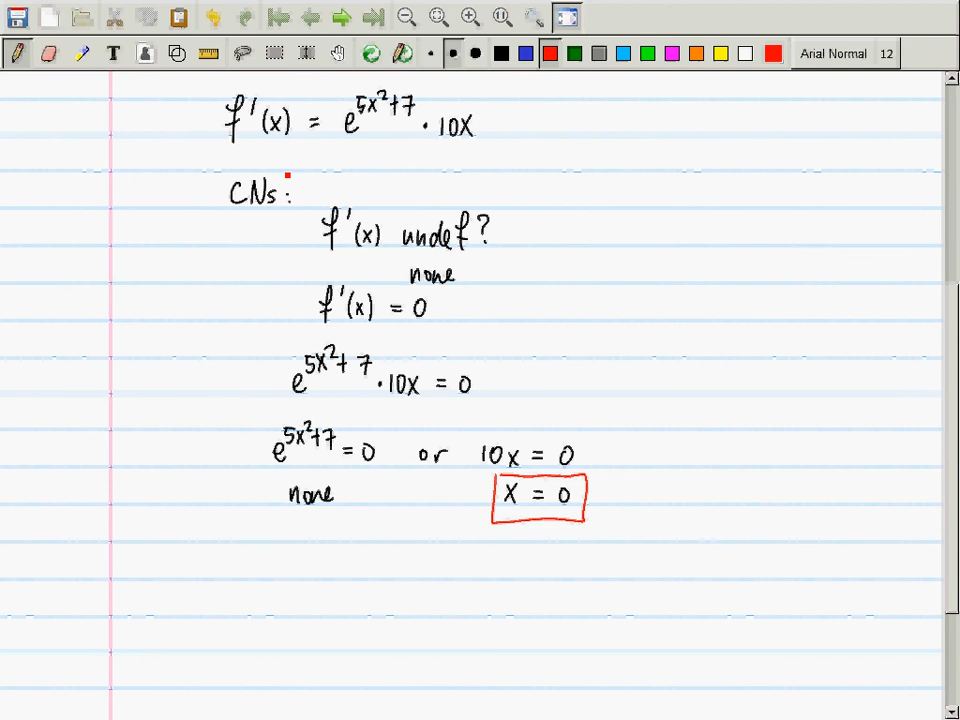 Arial Normal 12
f'(x) = e^{5x²+7} · 10x
CNs:
f'(x) undef?
none
f'(x) = 0
e^{5x²+7} · 10x = 0
e^{5x²+7} = 0 or 10x = 0
none x = 0